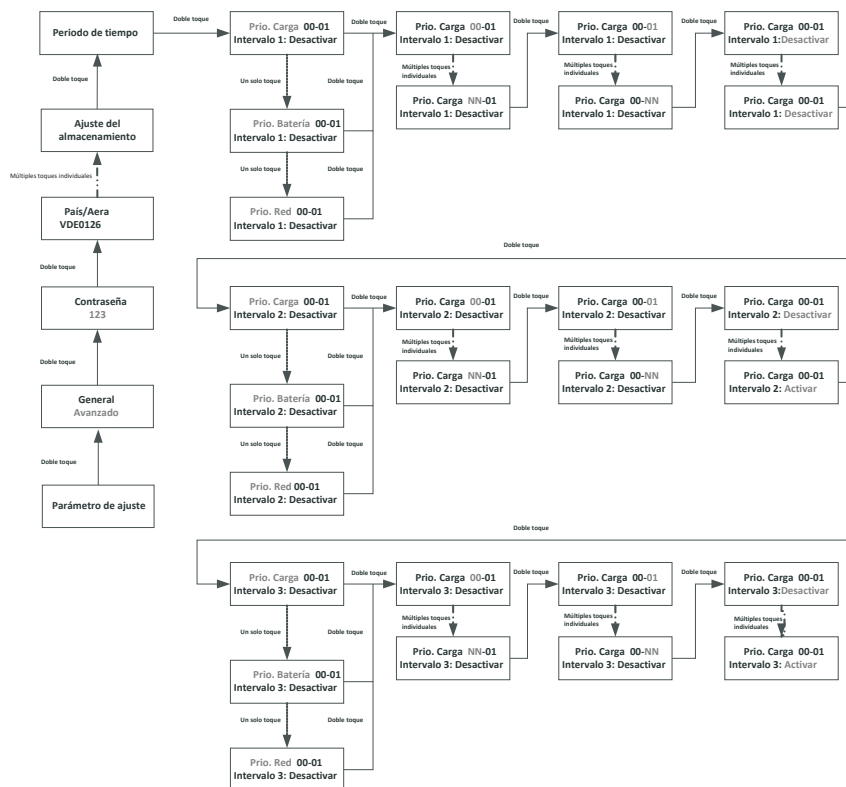 Periodo de tiempo
Doble toque
Prio. Carga 00-01
Intervalo 1: Desactivar
Doble toque
Prio. Carga 00-01
Intervalo 1: Desactivar
Doble toque
Prio. Carga 00-01
Intervalo 1: Desactivar
Doble toque
Prio. Carga 00-01
Intervalo 1:Desactivar
Doble toque
Un solo toque
Doble toque
Múltiples toques
individuales
Múltiples toques
individuales
Múltiples toques
individuales
Prio. Carga NN-01
Intervalo 1: Desactivar
Prio. Carga 00-NN
Intervalo 1: Desactivar
Prio. Carga 00-01
Intervalo 1: Desactivar
Ajuste del
almacenamiento
Prio. Batería 00-01
Intervalo 1: Desactivar
Múltiples toques individuales
Un solo toque
Doble toque
País/Aera
VDE0126
Prio. Red 00-01
Intervalo 1: Desactivar
Doble toque
Doble toque
Contraseña
123
Prio. Carga 00-01
Intervalo 2: Desactivar
Doble toque
Prio. Carga 00-01
Intervalo 2: Desactivar
Doble toque
Prio. Carga 00-01
Intervalo 2: Desactivar
Doble toque
Prio. Carga 00-01
Intervalo 2: Desactivar
Doble toque
Un solo toque
Doble toque
Múltiples toques
individuales
Múltiples toques
individuales
Múltiples toques
individuales
Prio. Carga NN-01
Intervalo 2: Desactivar
Prio. Carga 00-NN
Intervalo 2: Desactivar
Prio. Carga 00-01
Intervalo 2: Activar
General
Avanzado
Prio. Batería 00-01
Intervalo 2: Desactivar
Doble toque
Un solo toque
Doble toque
Parámetro de ajuste
Prio. Red 00-01
Intervalo 2: Desactivar
Doble toque
Prio. Carga 00-01
Intervalo 3: Desactivar
Doble toque
Prio. Carga 00-01
Intervalo 3: Desactivar
Doble toque
Prio. Carga 00-01
Intervalo 3: Desactivar
Doble toque
Prio. Carga 00-01
Intervalo 3:Desactivar
Un solo toque
Doble toque
Múltiples toques
individuales
Múltiples toques
individuales
Múltiples toques
individuales
Prio. Carga NN-01
Intervalo 3: Desactivar
Prio. Carga 00-NN
Intervalo 3: Desactivar
Prio. Carga 00-01
Intervalo 3: Activar
Prio. Batería 00-01
Intervalo 3: Desactivar
Un solo toque
Doble toque
Prio. Red 00-01
Intervalo 3: Desactivar